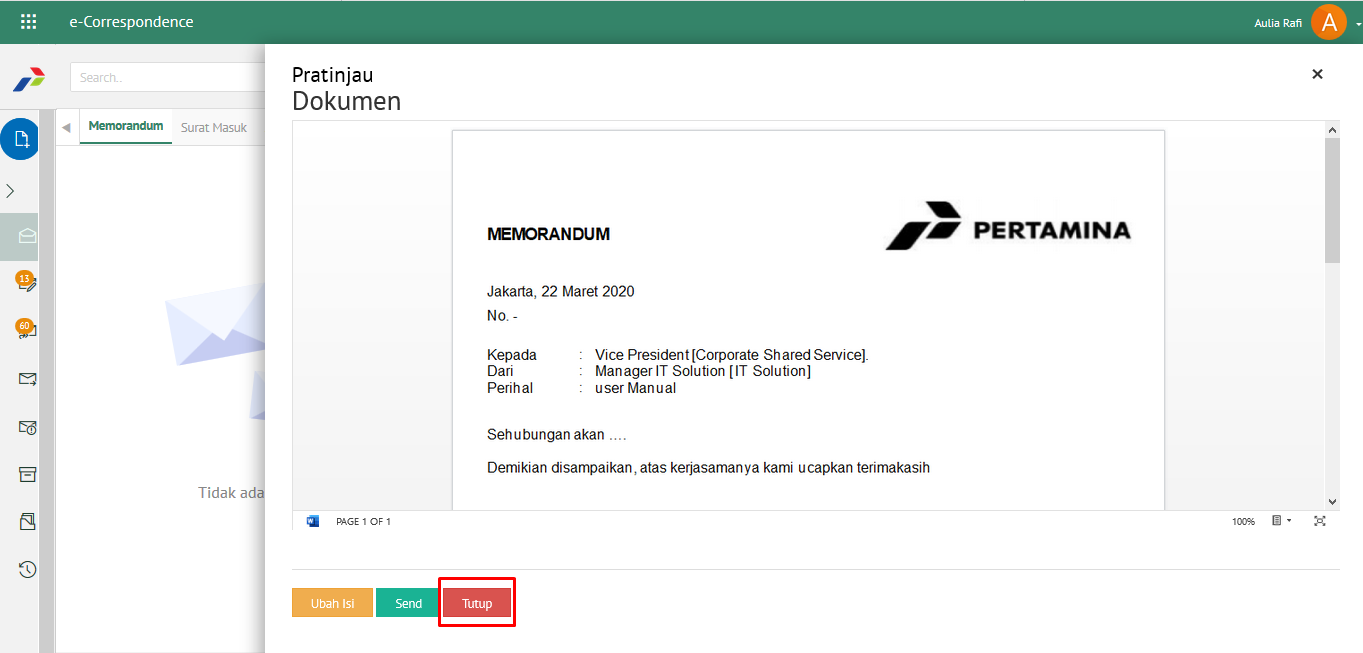 e-Correspondence
Aulia Rafi
A
Search..
Pratinjau
Dokumen
Memorandum
Surat Masuk
MEMORANDUM
PERTAMINA
Jakarta, 22 Maret 2020
No. -
Kepada : Vice President [Corporate Shared Service].
Dari : Manager IT Solution [IT Solution]
Perihal : user Manual
Sehubungan akan ....
Demikian disampaikan, atas kerjasamanya kami ucapkan terimakasih
13
60
Tidak ada
PAGE 1 OF 1
100%
Ubah Isi
Send
Tutup